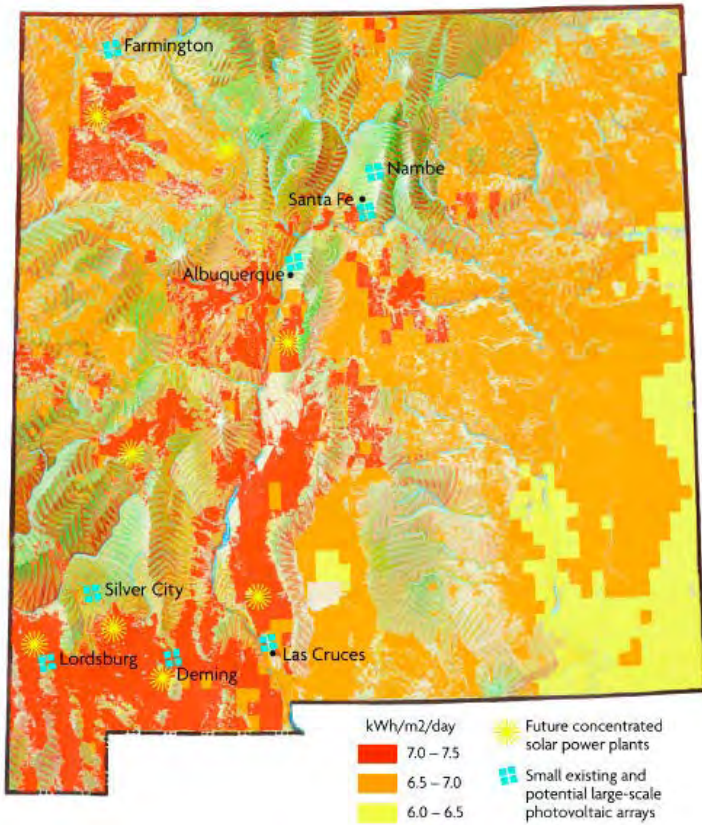 Farmington
Nambe
Santa Fe
Albuquerque
Silver City
Lordsburg
Deming
Las Cruces
kWh/m2/day
7.0 – 7.5
6.5 – 7.0
6.0 – 6.5
Future concentrated
solar power plants
Small existing and
potential large-scale
photovoltaic arrays